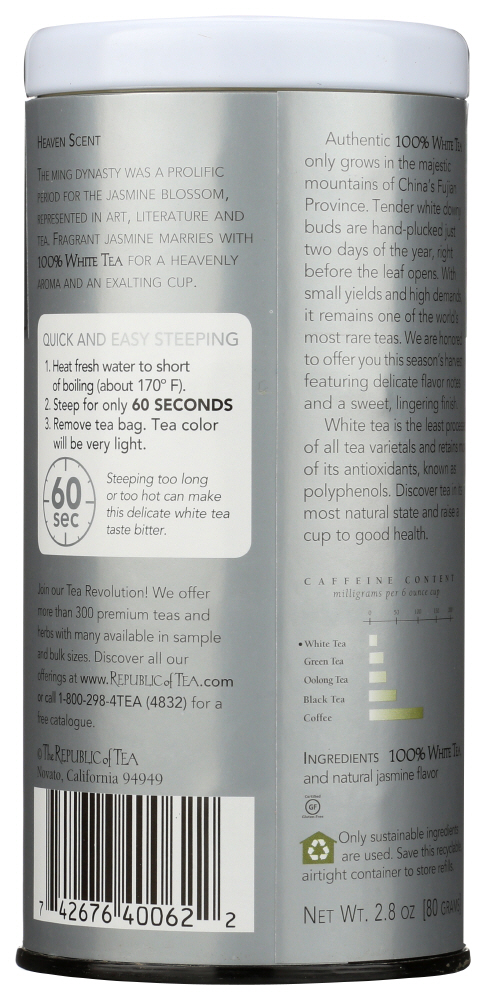 HEAVEN SCENT
THE MING DYNASTY WAS A PROLIFIC
PERIOD FOR THE JASMINE BLOSSOM,
REPRESENTED IN ART, LITERATURE AND
TEA. FRAGRANT JASMINE MARRIES WITH
100% WHITE TEA FOR A HEAVENLY
AROMA AND AN EXALTING CUP.
QUICK AND EASY STEEPING
1. Heat fresh water to short
of boiling (about 170° F).
2. Steep for only 60 SECONDS
3. Remove tea bag. Tea color
will be very light.
60
sec
Steeping too long
or too hot can make
this delicate white tea
taste bitter.
Join our Tea Revolution! We offer
more than 300 premium teas and
herbs with many available in sample
and bulk sizes. Discover all our
offerings at www.REPUBLIC of TEA.com
or call 1-800-298-4TEA (4832) for a
free catalogue.
© The REPUBLIC of TEA
Novato, California 94949
7 42676 40062 2
Authentic 100% WHITE TEA
only grows in the majestic
mountains of China's Fujian
Province. Tender white downy
buds are hand-plucked just
two days of the year, right
before the leaf opens. With
small yields and high demand,
it remains one of the world's
most rare teas. We are honored
to offer you this season's harvest
featuring delicate flavor notes
and a sweet, lingering finish.
White tea is the least
of all tea varietals and retains
of its antioxidants, known as
polyphenols. Discover tea in its
most natural state and raise a
cup to good health.
CAFFEINE CONTENT
milligrams per 6 ounce cup
0 50 100 150 200
• White Tea
Green Tea
Oolong Tea
Black Tea
Coffee
INGREDIENTS 100% WHITE TEA
and natural jasmine flavor
Certified
GF
Gluten-Free
Only sustainable ingredients
are used. Save this recyclable
airtight container to store refills.
NET WT. 2.8 OZ [80 GRAMS]